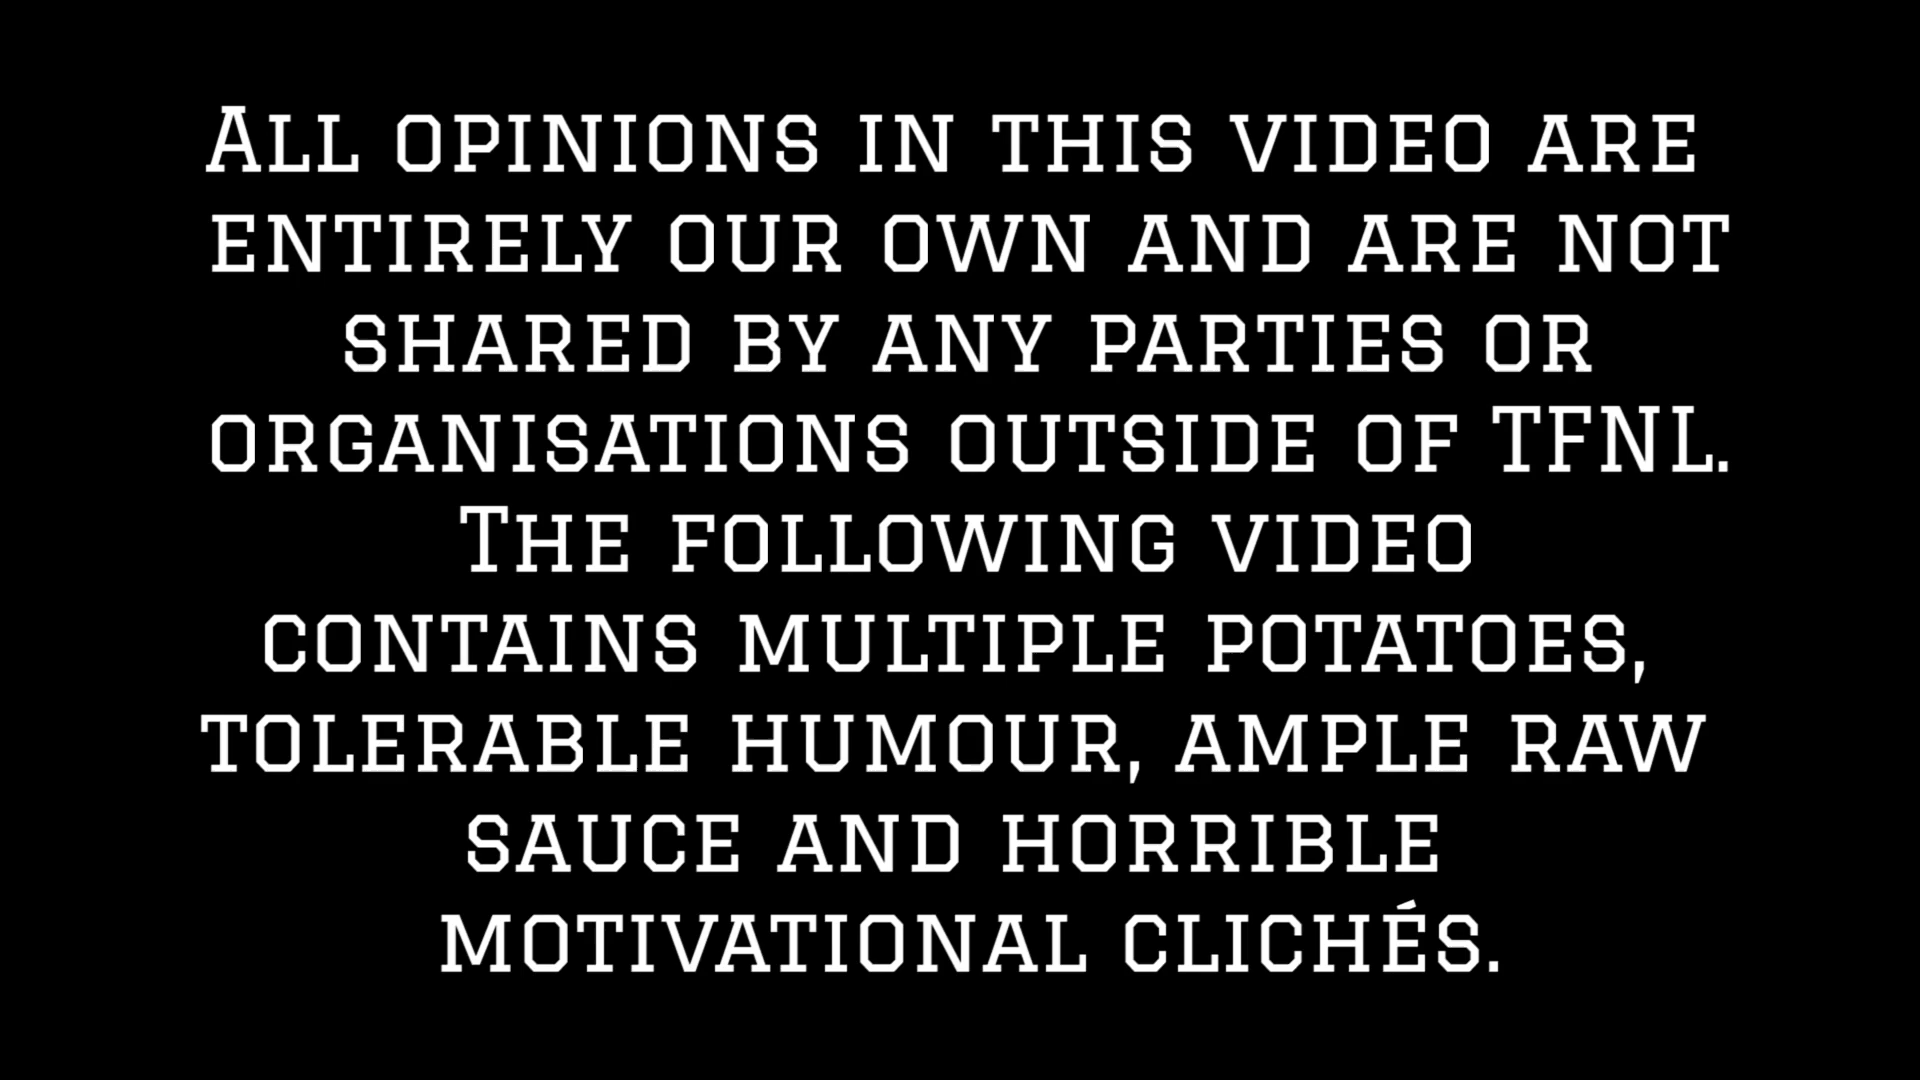 All opinions in this video are
entirely our own and are not
shared by any parties or
organisations outside of TFNL.
The following video
contains multiple potatoes,
tolerable humour, ample raw
sauce and horrible
motivational clichés.